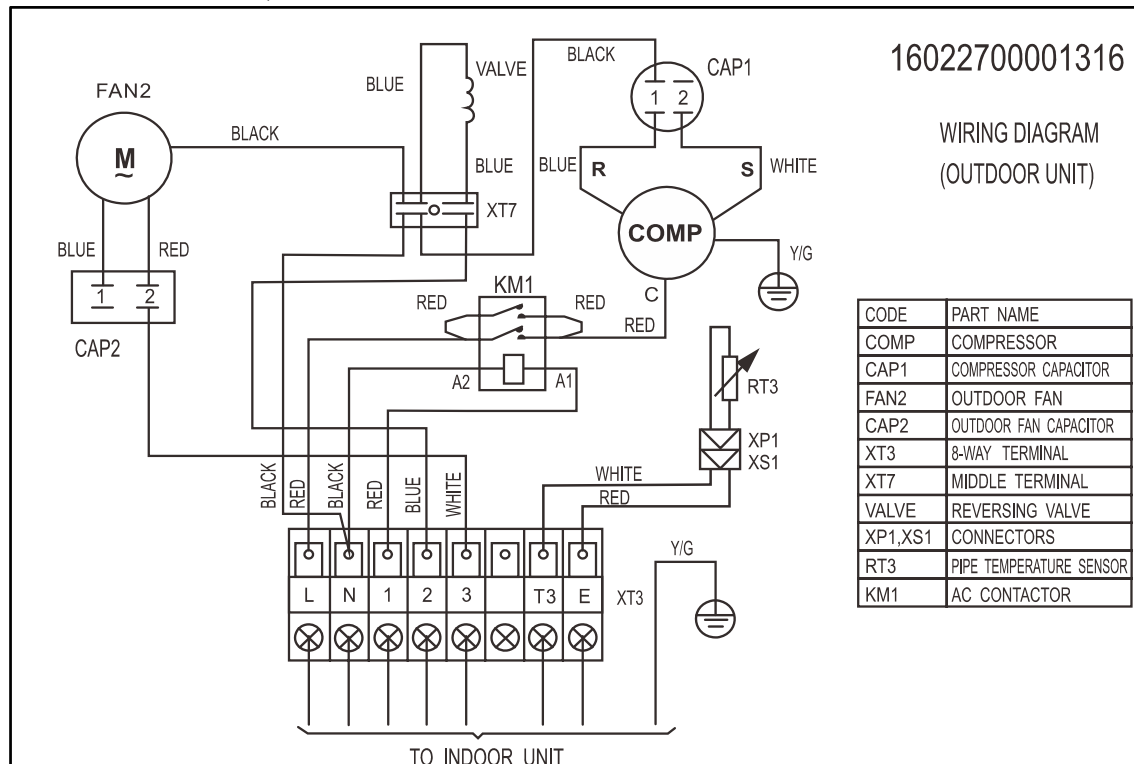 16022700001316
WIRING DIAGRAM
(OUTDOOR UNIT)
FAN2
M
~
BLACK
BLUE
RED
1 2
CAP2
BLUE
VALVE
BLUE
XT7
BLACK
CAP1
1 2
BLUE
R
S
WHITE
COMP
Y/G
C
KM1
RED
RED
RED
A2
A1
RT3
XP1
XS1
WHITE
RED
BLACK
RED
BLACK
RED
BLUE
WHITE
L N 1 2 3 T3 E
XT3
Y/G
TO INDOOR UNIT
CODE PART NAME
COMP COMPRESSOR
CAP1 COMPRESSOR CAPACITOR
FAN2 OUTDOOR FAN
CAP2 OUTDOOR FAN CAPACITOR
XT3 8-WAY TERMINAL
XT7 MIDDLE TERMINAL
VALVE REVERSING VALVE
XP1,XS1 CONNECTORS
RT3 PIPE TEMPERATURE SENSOR
KM1 AC CONTACTOR